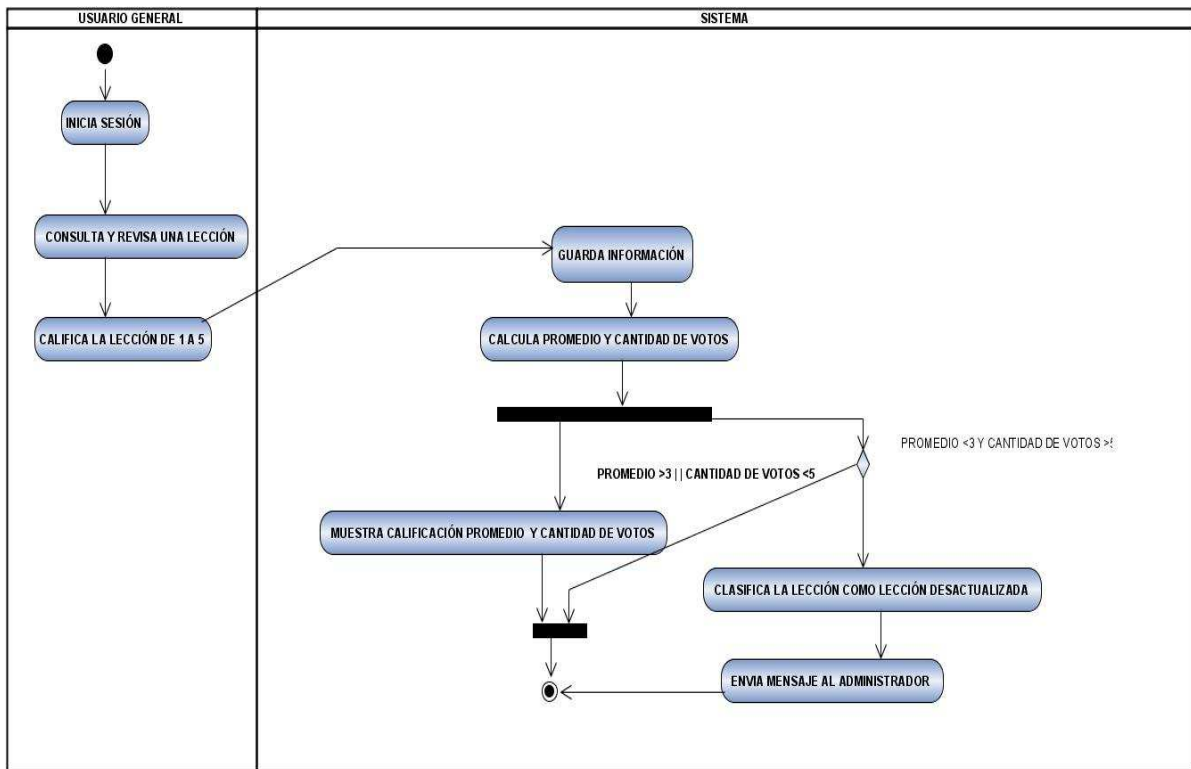 USUARIO GENERAL
SISTEMA
INICIA SESIÓN
CONSULTA Y REVISA UNA LECCIÓN
CALIFICA LA LECCIÓN DE 1 A 5
GUARDA INFORMACIÓN
CALCULA PROMEDIO Y CANTIDAD DE VOTOS
PROMEDIO <3 Y CANTIDAD DE VOTOS >
PROMEDIO >3 || CANTIDAD DE VOTOS <5
MUESTRA CALIFICACIÓN PROMEDIO Y CANTIDAD DE VOTOS
CLASIFICA LA LECCIÓN COMO LECCIÓN DESACTUALIZADA
ENVIA MENSAJE AL ADMINISTRADOR